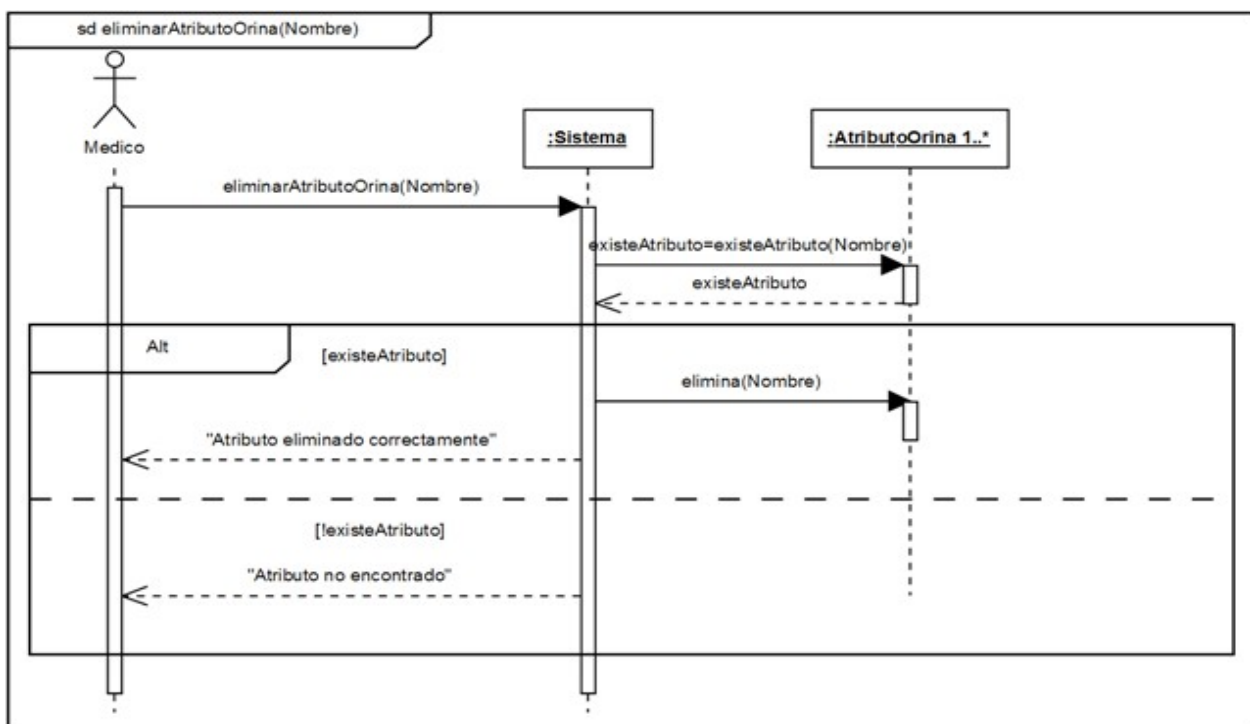 sd eliminarAtributoOrina(Nombre)
Medico
:Sistema
:AtributoOrina 1..*
eliminarAtributoOrina(Nombre)
existeAtributo=existeAtributo(Nombre)
existeAtributo
Alt
[existeAtributo]
elimina(Nombre)
"Atributo eliminado correctamente"
[!existeAtributo]
"Atributo no encontrado"